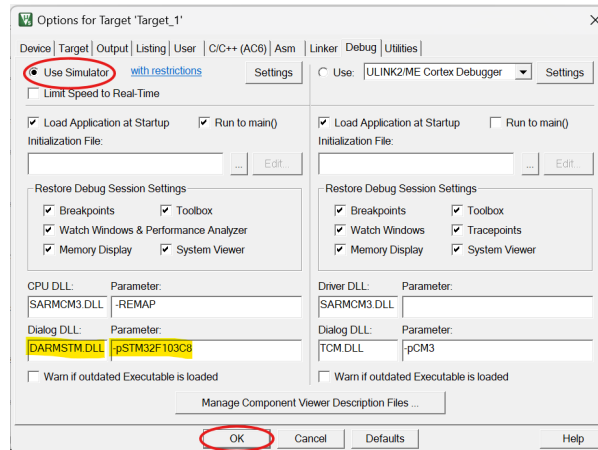 Options for Target 'Target_1'
Device Target Output Listing User C/C++ (AC6) Asm Linker Debug Utilities
Use Simulator with restrictions Settings
Limit Speed to Real-Time
Load Application at Startup Run to main()
Initialization File:
... Edit...
Restore Debug Session Settings
Breakpoints Toolbox
Watch Windows & Performance Analyzer
Memory Display System Viewer
CPU DLL: Parameter:
SARMCM3.DLL -REMAP
Dialog DLL: Parameter:
DARMSTM.DLL -pSTM32F103C8
Warn if outdated Executable is loaded
Use: ULINK2/ME Cortex Debugger Settings
Load Application at Startup Run to main()
Initialization File:
... Edit...
Restore Debug Session Settings
Breakpoints Toolbox
Watch Windows Tracepoints
Memory Display System Viewer
Driver DLL: Parameter:
SARMCM3.DLL
Dialog DLL: Parameter:
TCM.DLL -pCM3
Warn if outdated Executable is loaded
Manage Component Viewer Description Files ...
OK Cancel Defaults Help